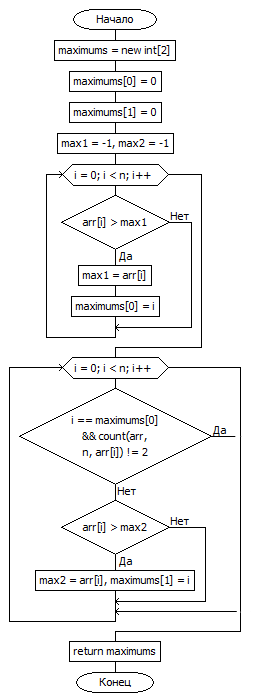 Начало
maximums = new int[2]
maximums[0] = 0
maximums[1] = 0
max1 = -1, max2 = -1
i = 0; i < n; i++
arr[i] > max1
Нет
Да
max1 = arr[i]
maximums[0] = i
i = 0; i < n; i++
i == maximums[0]
&& count(arr,
n, arr[i]) != 2
Да
Нет
arr[i] > max2
Нет
Да
max2 = arr[i], maximums[1] = i
return maximums
Конец